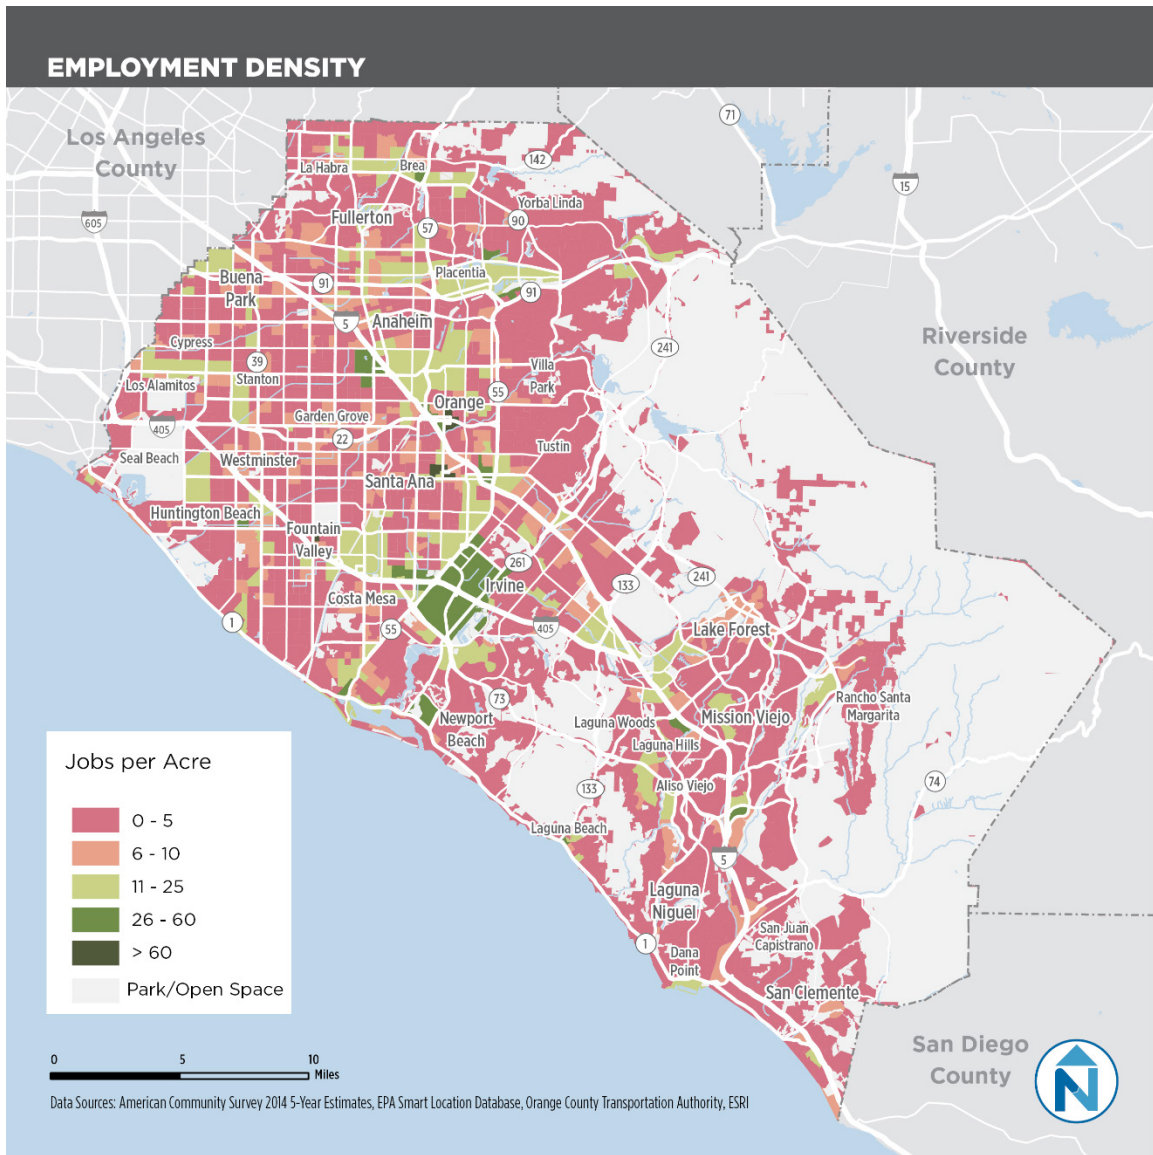 EMPLOYMENT DENSITY
Los Angeles
County
71
142
15
La Habra
Brea
605
Yorba Linda
Fullerton
90
57
Placentia
Buena
Park
91
91
5
Anaheim
Riverside
County
Cypress
241
39
Villa
Park
Stanton
Los Alamitos
55
Orange
Garden Grove
405
22
Tustin
Seal Beach
Westminster
Santa Ana
Huntington Beach
Fountain
Valley
261
241
133
Irvine
Costa Mesa
1
55
405
Lake Forest
73
Rancho Santa
Margarita
Newport
Beach
Laguna Woods
Mission Viejo
Laguna Hills
133
Aliso Viejo
74
Laguna Beach
5
Laguna
Niguel
San Juan
Capistrano
1
Dana
Point
San Clemente
San Diego
County
Jobs per Acre
0 - 5
6 - 10
11 - 25
26 - 60
> 60
Park/Open Space
0 5 10
Miles
N
Data Sources: American Community Survey 2014 5-Year Estimates, EPA Smart Location Database, Orange County Transportation Authority, ESRI